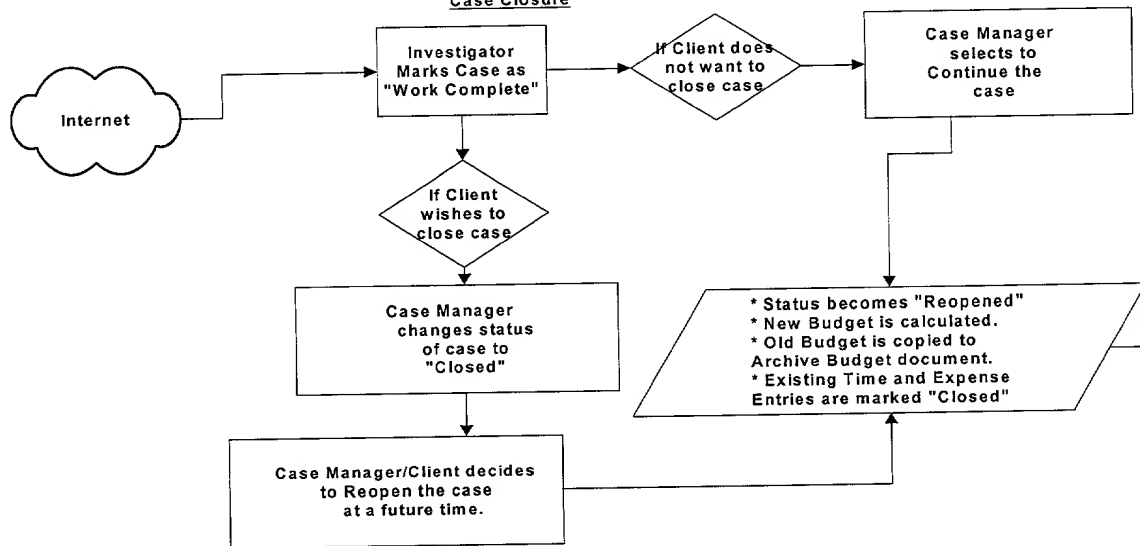 Case Closure
Internet
Investigator
Marks Case as
"Work Complete"
If Client does
not want to
close case
Case Manager
selects to
Continue the
case
If Client
wishes to
close case
Case Manager
changes status
of case to
"Closed"
* Status becomes "Reopened"
* New Budget is calculated.
* Old Budget is copied to
Archive Budget document.
* Existing Time and Expense
Entries are marked "Closed"
Case Manager/Client decides
to Reopen the case
at a future time.